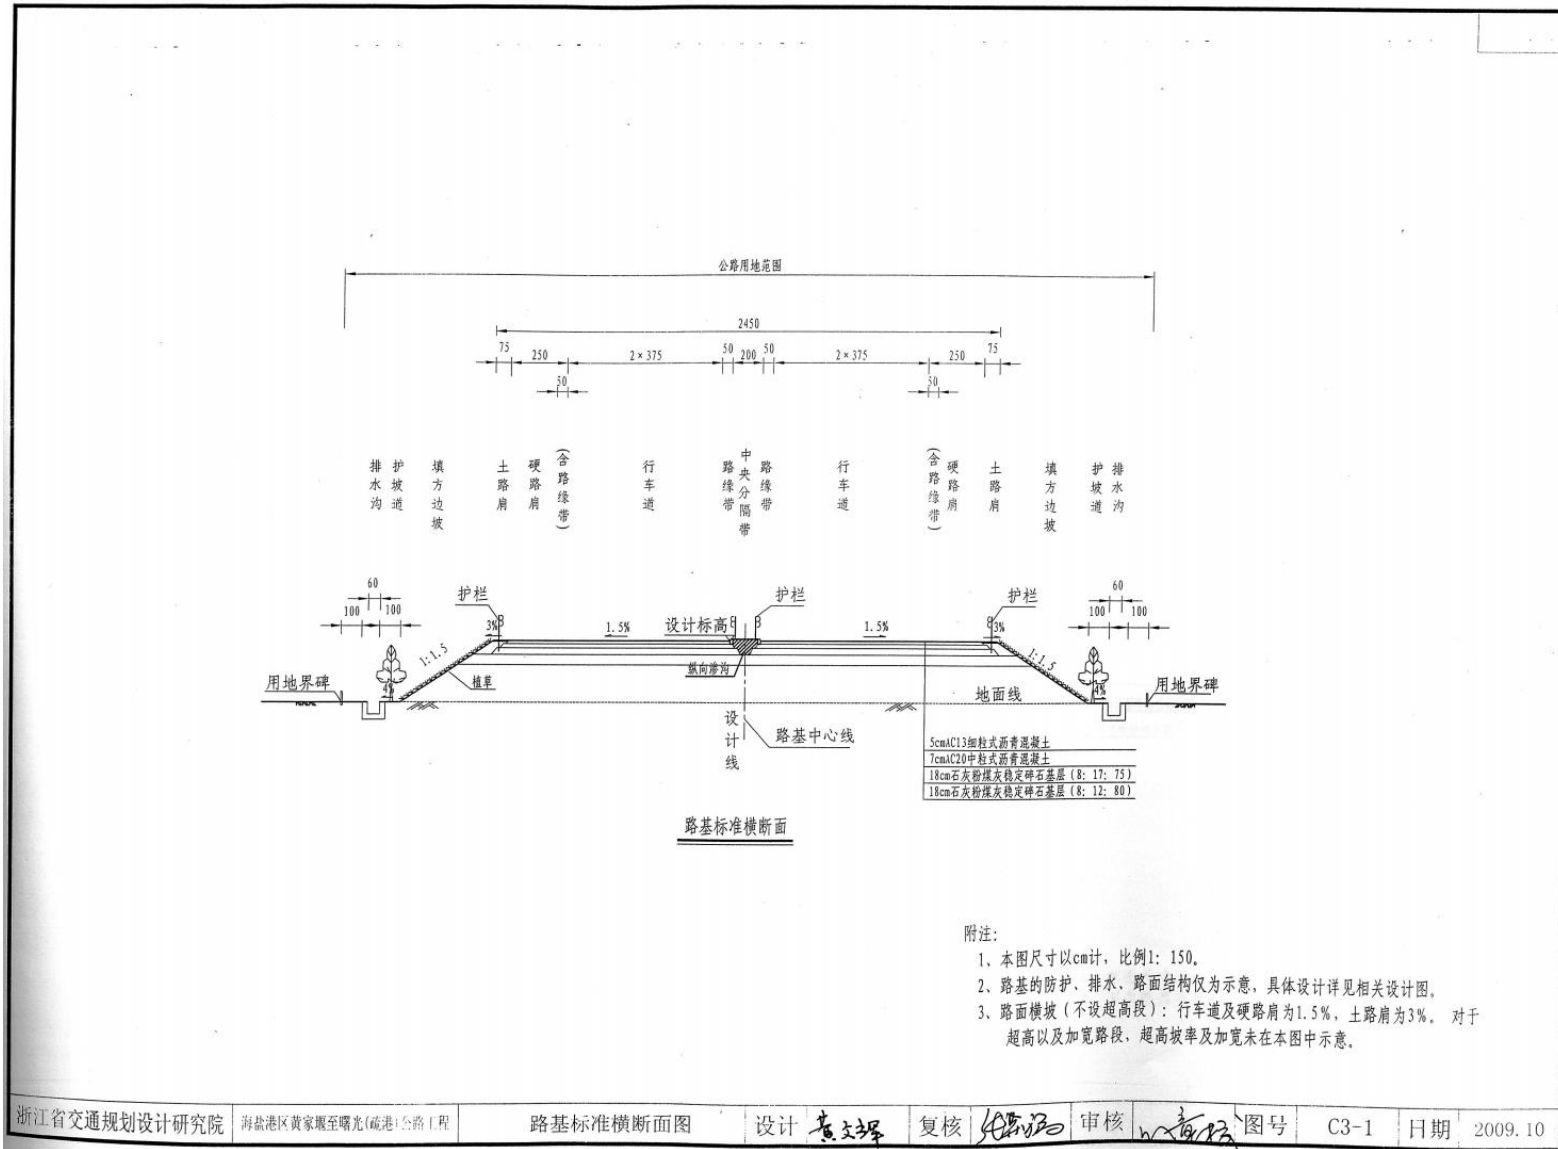 公路用地范围
2450
75 250 2×375 50 200 50 2×375 250 75
50 50
排水沟
护坡道
填方边坡
土路肩
硬路肩
(含路缘带)
行车道
路缘带
中央分隔带
路缘带
行车道
(含路缘带)
硬路肩
土路肩
填方边坡
护坡道
排水沟
60 60
100 100 100 100
护栏 护栏 护栏
3% 1.5% 设计标高 1.5% 3%
1:1.5 1:1.5
纵向渗沟
植草
用地界碑 4% 地面线 4% 用地界碑
设计线
路基中心线
5cmAC13细粒式沥青混凝土
7cmAC20中粒式沥青混凝土
18cm石灰粉煤灰稳定碎石基层(8:17:75)
18cm石灰粉煤灰稳定碎石基层(8:12:80)
路基标准横断面
附注:
1、本图尺寸以cm计,比例1:150。
2、路基的防护、排水、路面结构仅为示意,具体设计详见相关设计图。
3、路面横坡(不设超高段):行车道及硬路肩为1.5%,土路肩为3%。 对于
超高以及加宽路段,超高坡率及加宽未在本图中示意。
浙江省交通规划设计研究院 海盐港区黄家堰至曙光(疏港)公路工程 路基标准横断面图 设计 复核 审核 图号 C3-1 日期 2009.10